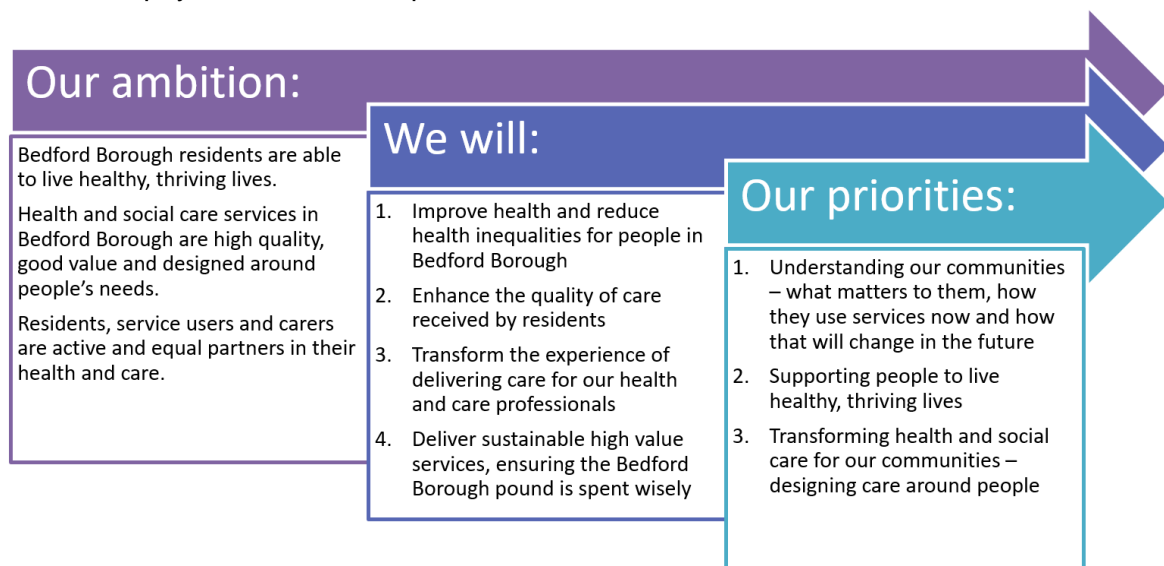 Our ambition:
Bedford Borough residents are able
to live healthy, thriving lives.
Health and social care services in
Bedford Borough are high quality,
good value and designed around
people’s needs.
Residents, service users and carers
are active and equal partners in their
health and care.
We will:
1. Improve health and reduce
health inequalities for people in
Bedford Borough
2. Enhance the quality of care
received by residents
3. Transform the experience of
delivering care for our health
and care professionals
4. Deliver sustainable high value
services, ensuring the Bedford
Borough pound is spent wisely
Our priorities:
1. Understanding our communities
– what matters to them, how
they use services now and how
that will change in the future
2. Supporting people to live
healthy, thriving lives
3. Transforming health and social
care for our communities –
designing care around people